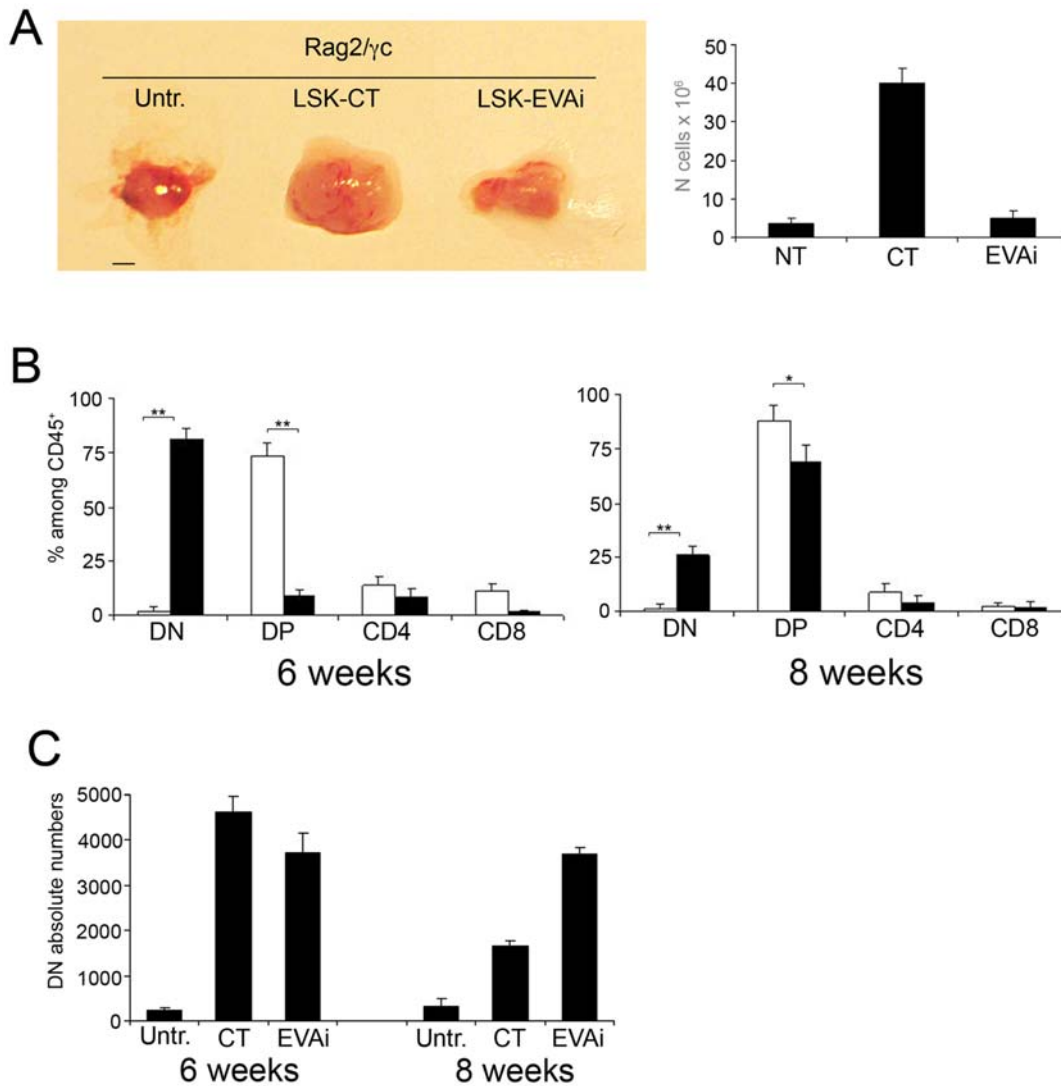 A
Rag2/γc
Untr. LSK-CT LSK-EVAi
N cells x 10⁶
50
40
30
20
10
0
NT CT EVAi
B
% among CD45⁺
100
75
50
25
0
** **
DN DP CD4 CD8
6 weeks
100
75
50
25
0
** *
DN DP CD4 CD8
8 weeks
C
DN absolute numbers
5000
4000
3000
2000
1000
0
Untr. CT EVAi Untr. CT EVAi
6 weeks 8 weeks